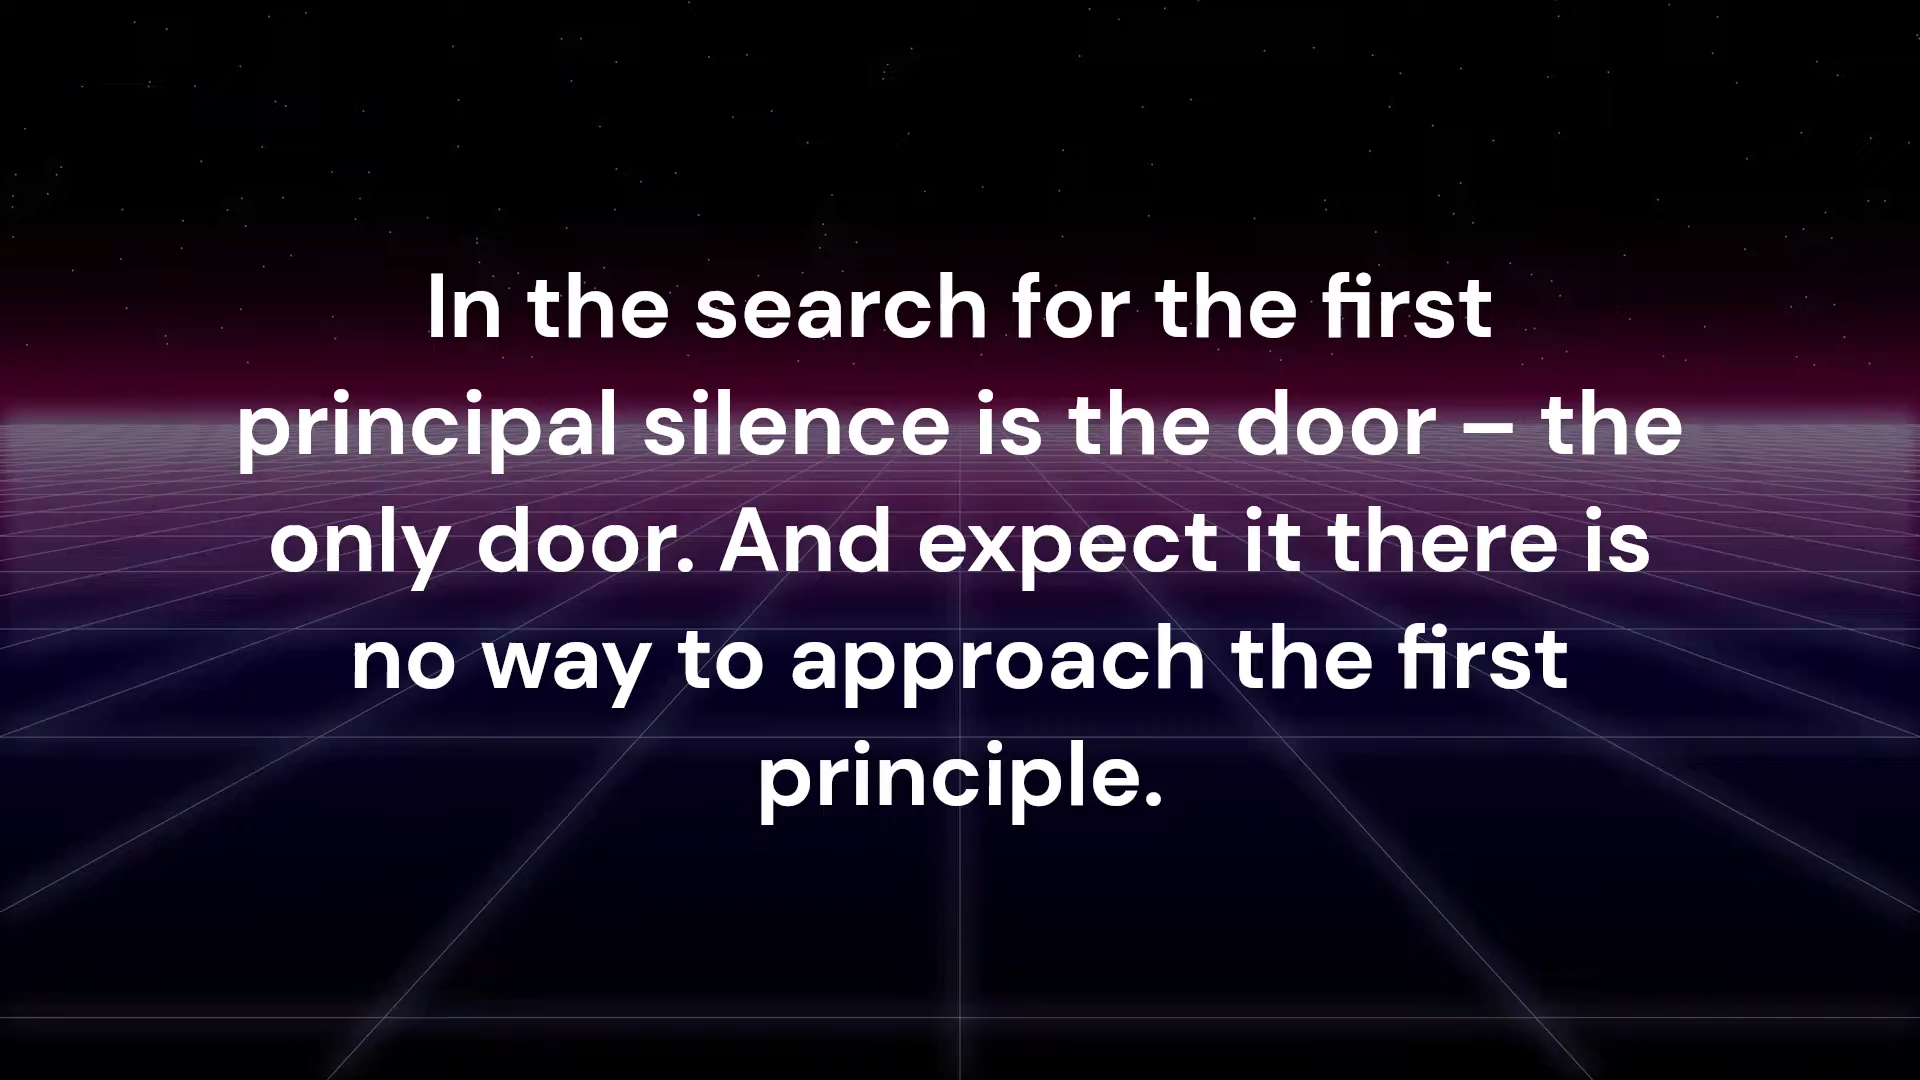 In the search for the first
principal silence is the door – the
only door. And expect it there is
no way to approach the first
principle.